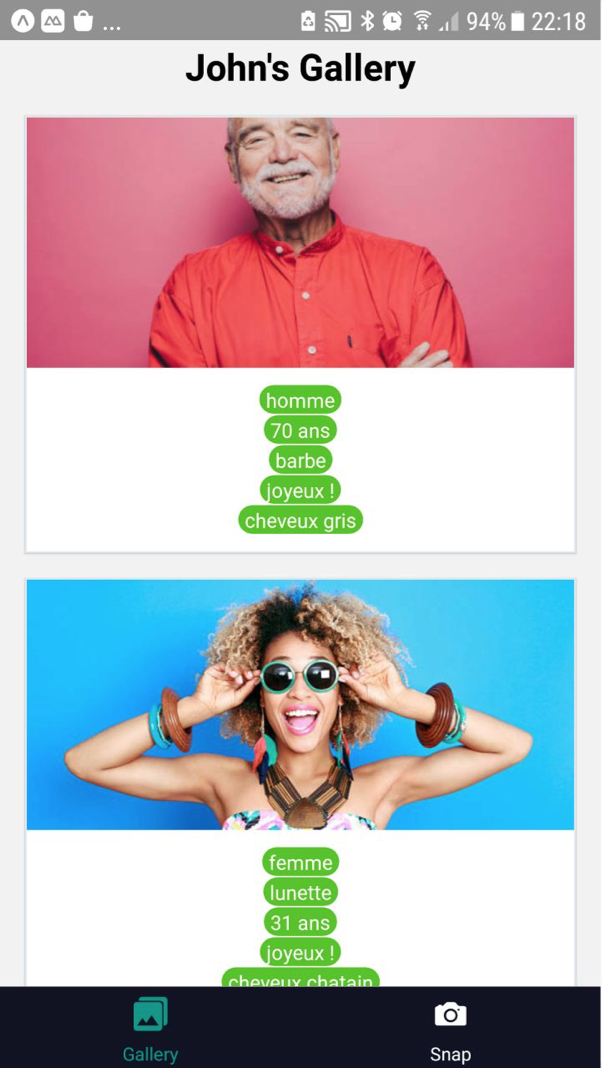 ... 94% 22:18
John's Gallery
homme
70 ans
barbe
joyeux !
cheveux gris
femme
lunette
31 ans
joyeux !
cheveux chatain
Gallery Snap